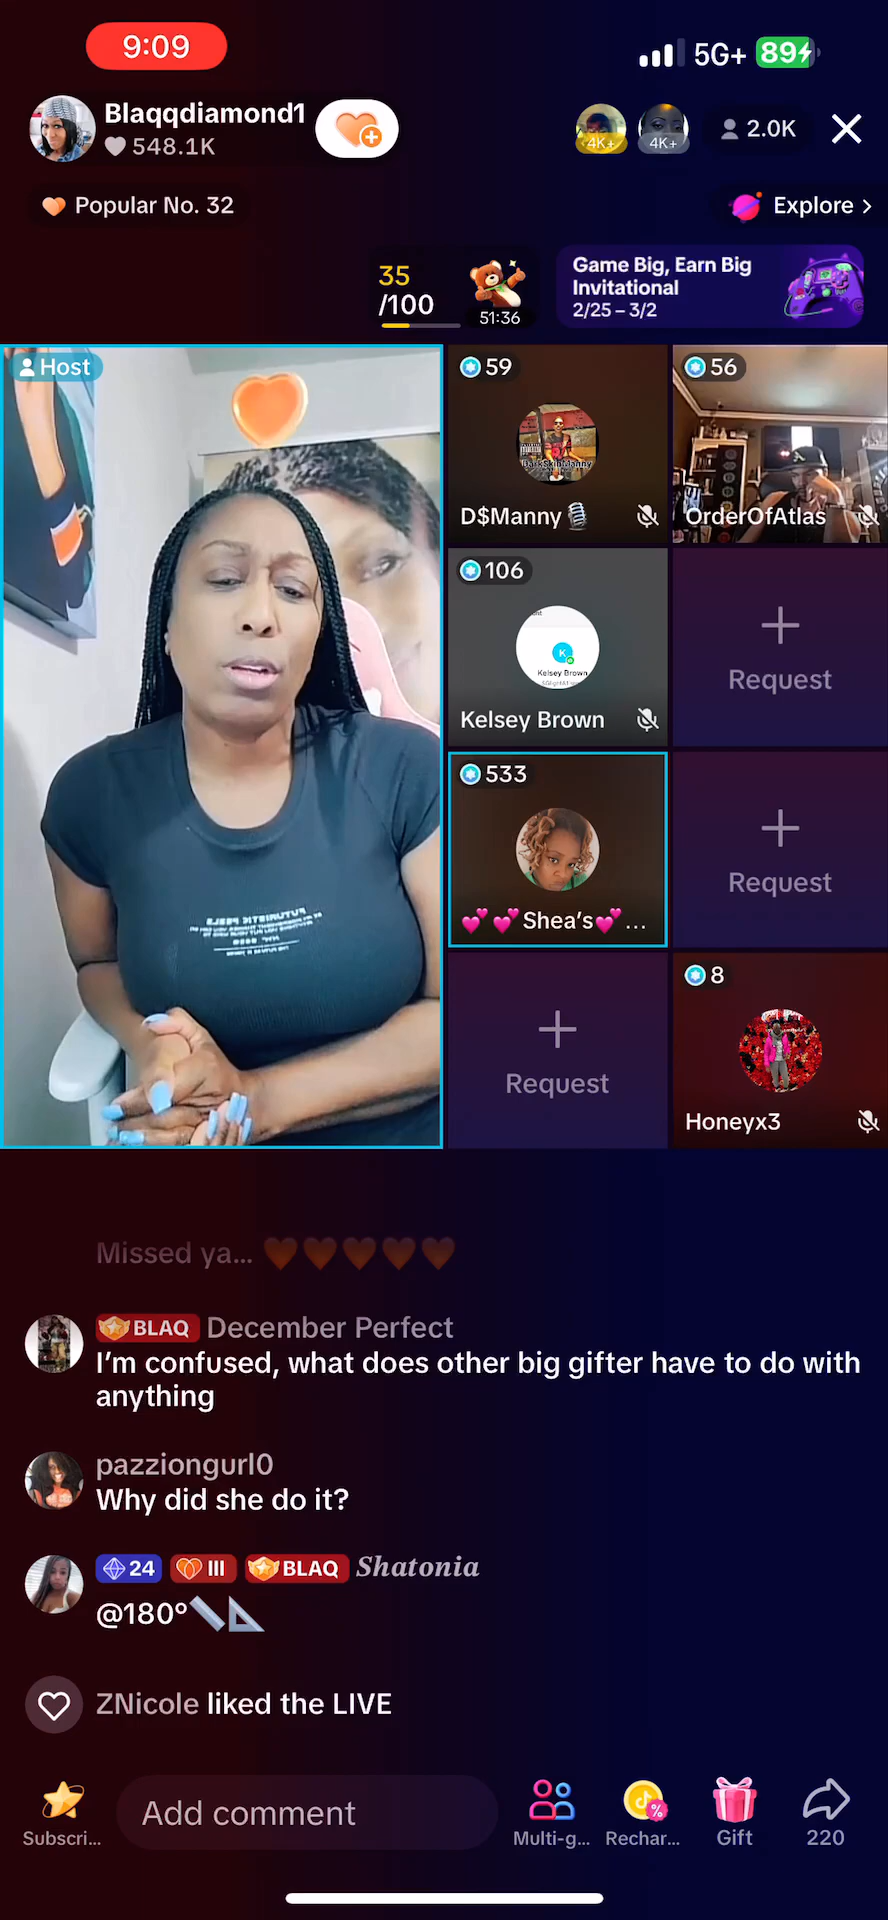 9:09
5G+ 89
Blaqqdiamond1
548.1K
4K+
4K+
2.0K
Popular No. 32
Explore >
35
/100
51:36
Game Big, Earn Big
Invitational
2/25 – 3/2
Host
59
D$Manny🎙️
56
OrderOfAtlas
106
K
Kelsey Brown
Kelsey Brown
Request
533
💕💕Shea’s💕...
Request
Request
8
Honeyx3
Missed ya... 🧡🧡🧡🧡🧡
BLAQ December Perfect
I’m confused, what does other big gifter have to do with
anything
pazziongurl0
Why did she do it?
24 III BLAQ Shatonia
@180°📏📐
ZNicole liked the LIVE
Add comment
Subscri...
Multi-g...
Rechar...
Gift
220